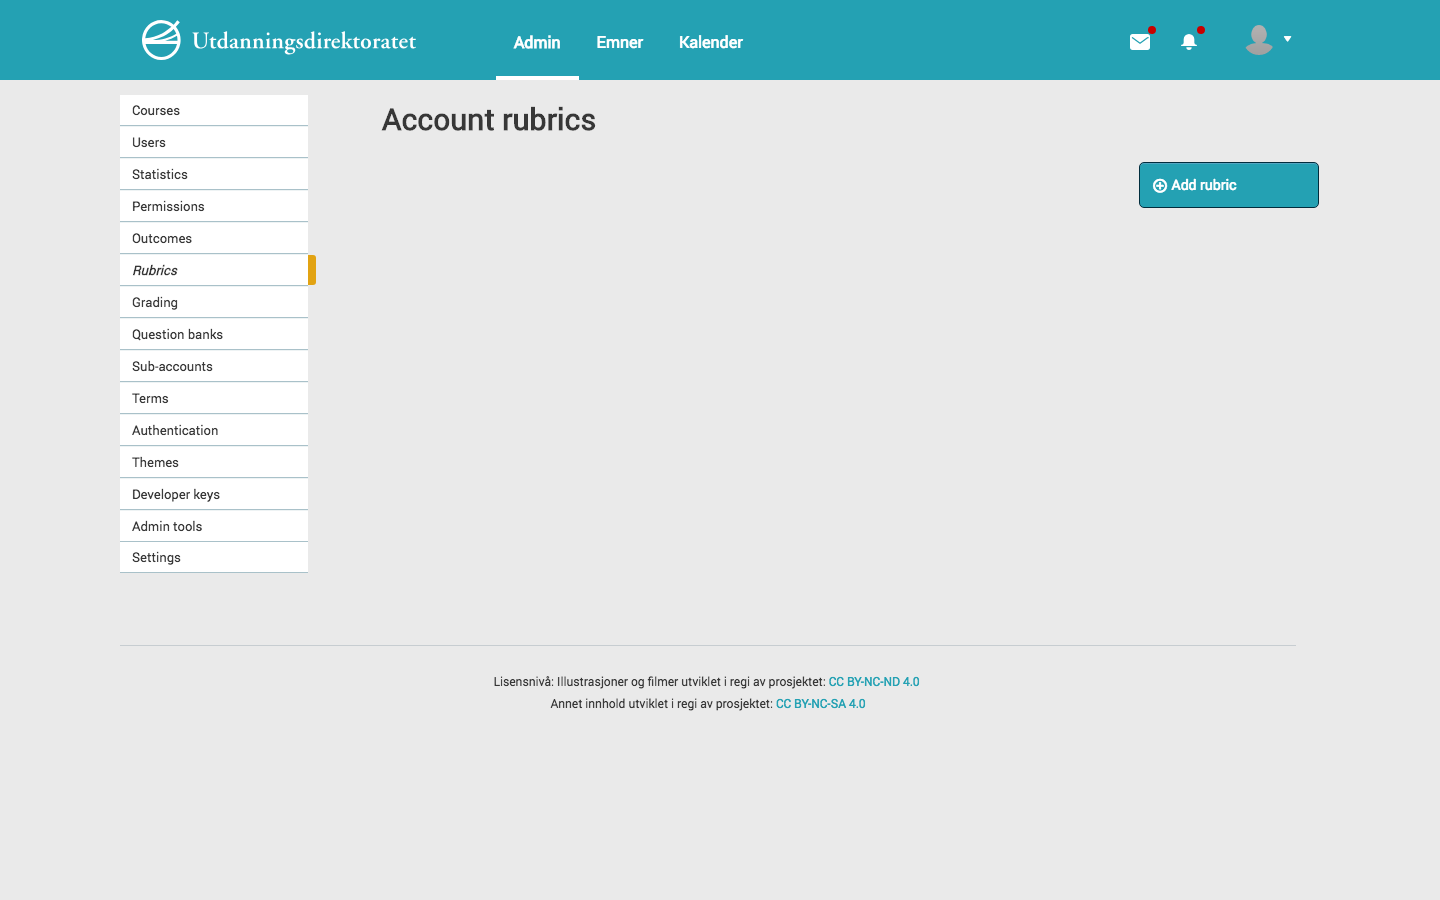 Utdanningsdirektoratet
Admin
Emner
Kalender
Courses
Users
Statistics
Permissions
Outcomes
Rubrics
Grading
Question banks
Sub-accounts
Terms
Authentication
Themes
Developer keys
Admin tools
Settings
Account rubrics
Add rubric
Lisensnivå: Illustrasjoner og filmer utviklet i regi av prosjektet: CC BY-NC-ND 4.0
Annet innhold utviklet i regi av prosjektet: CC BY-NC-SA 4.0